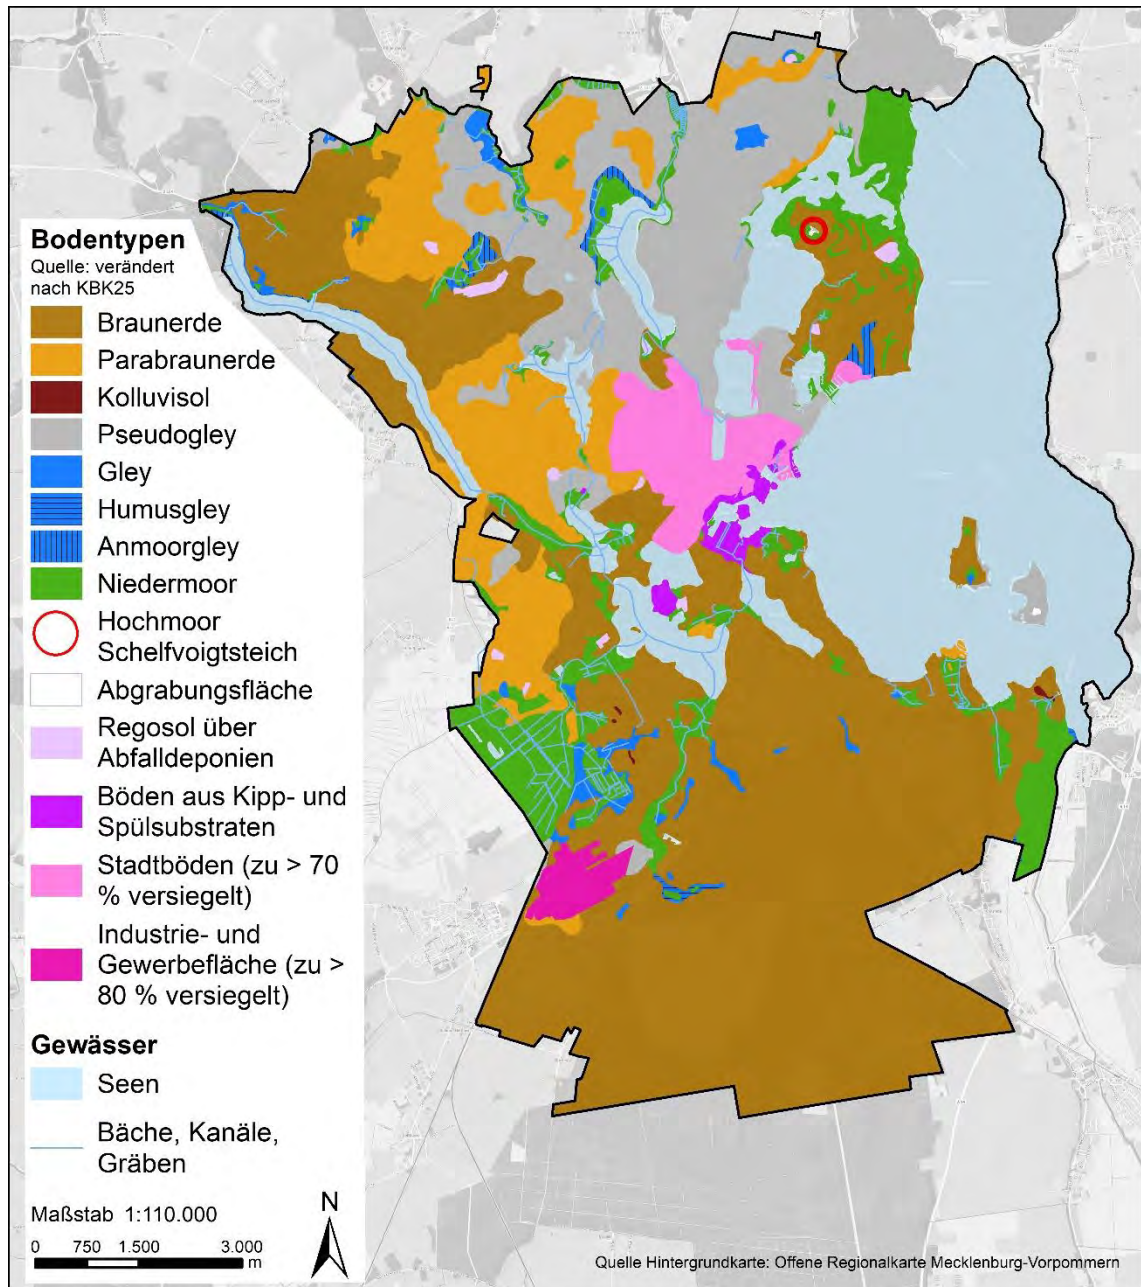 Bodentypen
Quelle: verändert
nach KBK25
Braunerde
Parabraunerde
Kolluvisol
Pseudogley
Gley
Humusgley
Anmoorgley
Niedermoor
Hochmoor
Schelfvoigtsteich
Abgrabungsfläche
Regosol über
Abfalldeponien
Böden aus Kipp- und
Spülsubstraten
Stadtböden (zu > 70
% versiegelt)
Industrie- und
Gewerbefläche (zu >
80 % versiegelt)
Gewässer
Seen
Bäche, Kanäle,
Gräben
Maßstab 1:110.000
N
0 750 1.500 3.000
m
Quelle Hintergrundkarte: Offene Regionalkarte Mecklenburg-Vorpommern